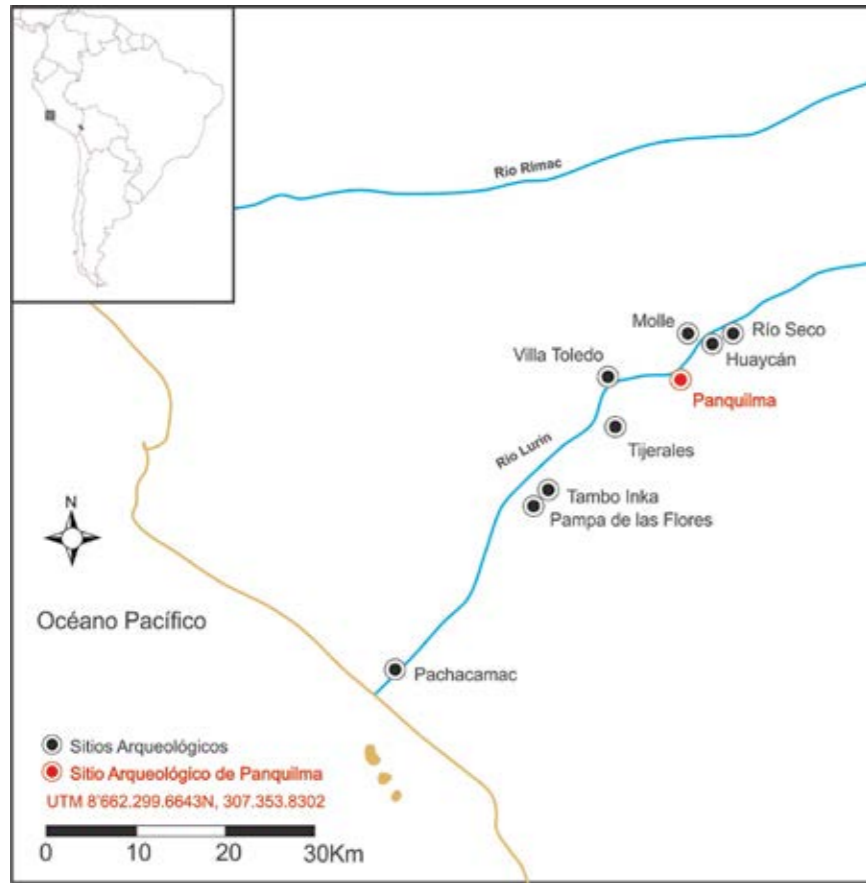 Río Rímac
Molle
Río Seco
Huaycán
Villa Toledo
Panquilma
Tijerales
Río Lurín
Tambo Inka
Pampa de las Flores
N
Océano Pacífico
Pachacamac
Sitios Arqueológicos
Sitio Arqueológico de Panquilma
UTM 8'662.299.6643N, 307.353.8302
0 10 20 30Km